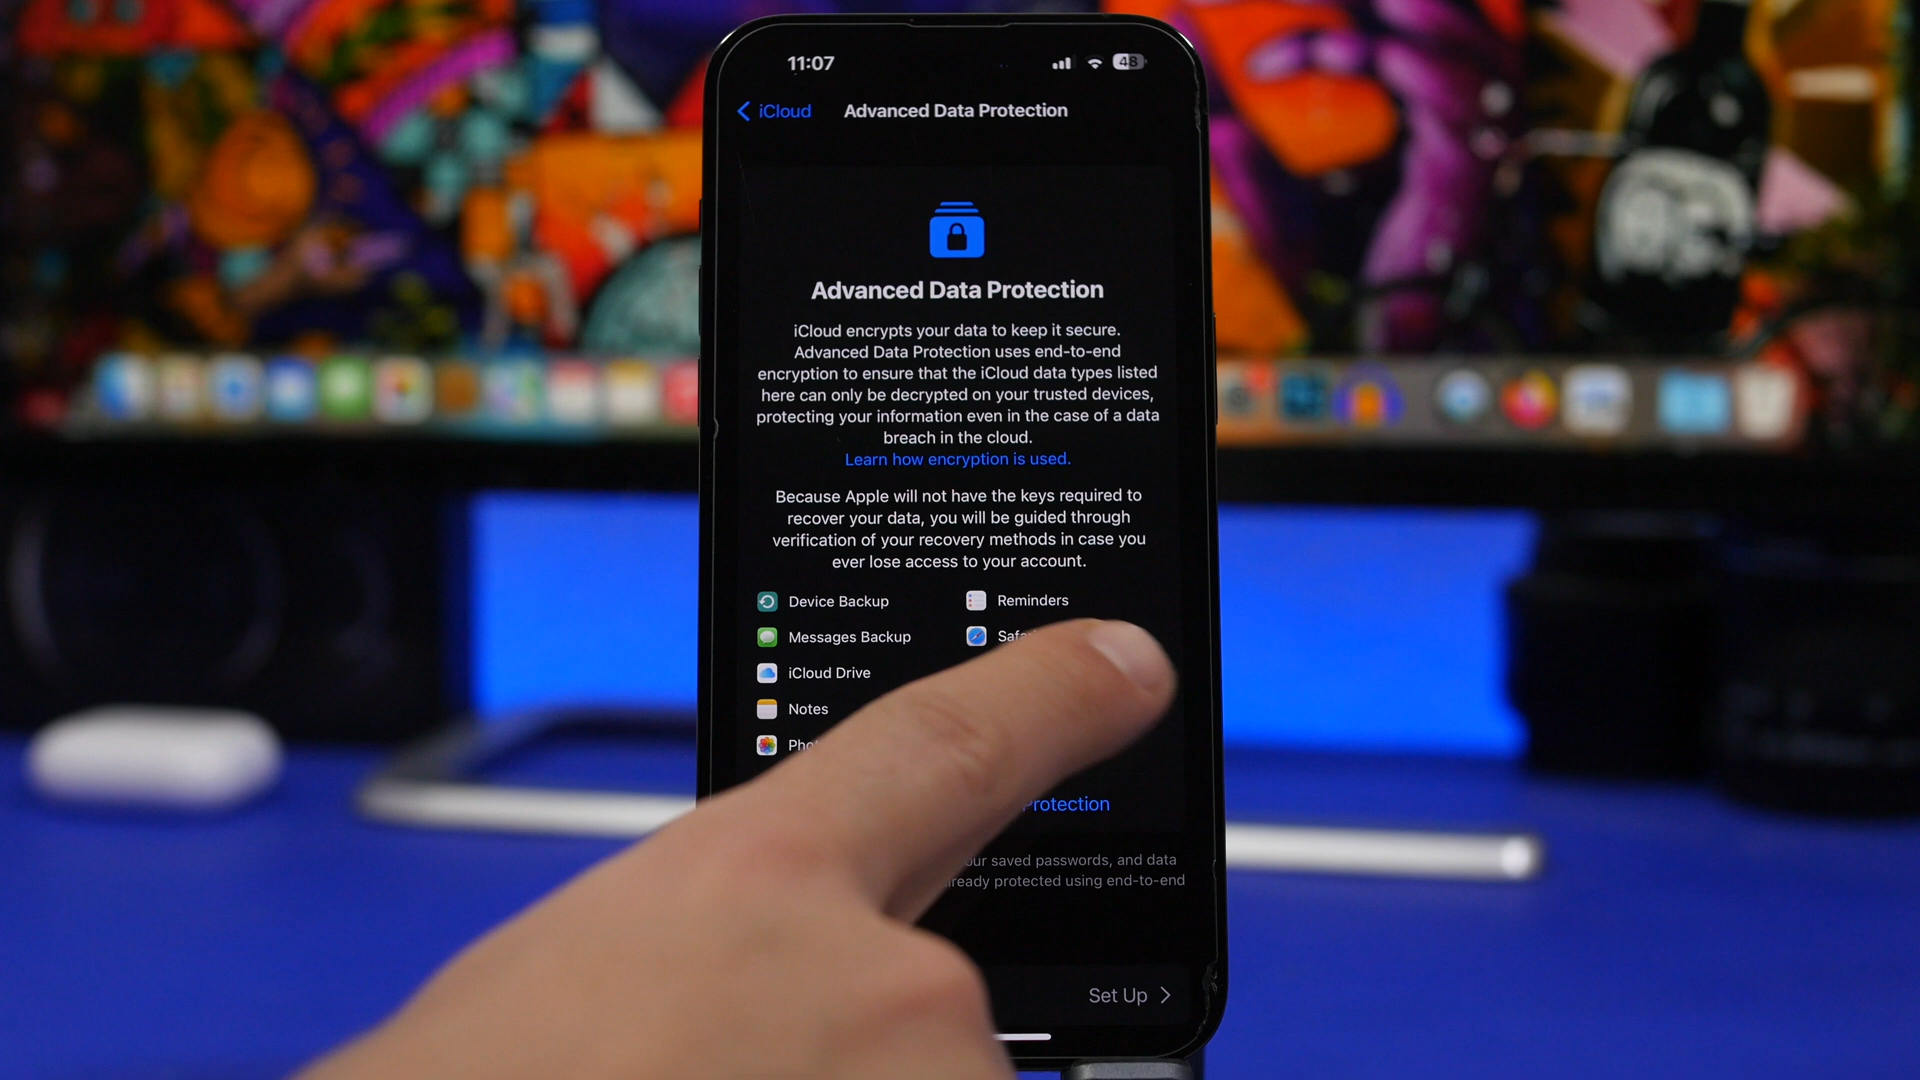 11:07
48
iCloud
Advanced Data Protection
Advanced Data Protection
iCloud encrypts your data to keep it secure.
Advanced Data Protection uses end-to-end
encryption to ensure that the iCloud data types listed
here can only be decrypted on your trusted devices,
protecting your information even in the case of a data
breach in the cloud.
Learn how encryption is used.
Because Apple will not have the keys required to
recover your data, you will be guided through
verification of your recovery methods in case you
ever lose access to your account.
Device Backup
Reminders
Messages Backup
iCloud Drive
Notes
Protection
saved passwords, and data
protected using end-to-end
Set Up